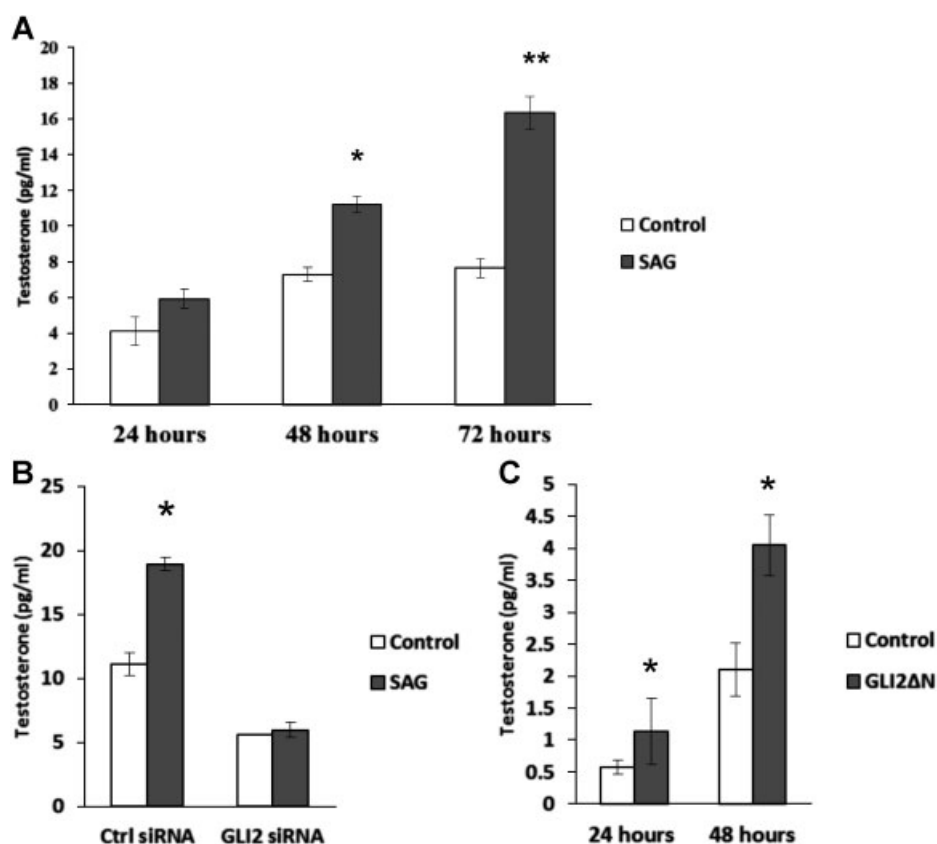 A
Testosterone (pg/ml)
20
18
16
14
12
10
8
6
4
2
0
*
**
24 hours
48 hours
72 hours
Control
SAG
B
Testosterone (pg/ml)
25
20
15
10
5
0
*
Ctrl siRNA
GLI2 siRNA
Control
SAG
C
Testosterone (pg/ml)
5
4.5
4
3.5
3
2.5
2
1.5
1
0.5
0
*
*
24 hours
48 hours
Control
GLI2ΔN